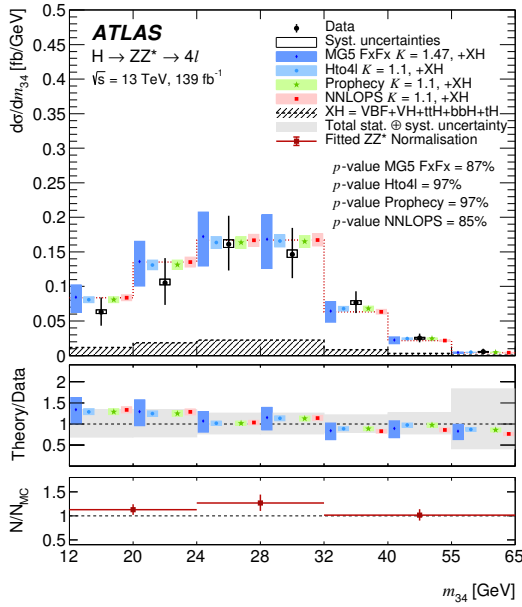 ATLAS
H → ZZ* → 4l
√s = 13 TeV, 139 fb⁻¹
Data
Syst. uncertainties
MG5 FxFx K = 1.47, +XH
Hto4l K = 1.1, +XH
Prophecy K = 1.1, +XH
NNLOPS K = 1.1, +XH
XH = VBF+VH+ttH+bbH+tH
Total stat. ⊕ syst. uncertainty
Fitted ZZ* Normalisation
p-value MG5 FxFx = 87%
p-value Hto4l = 97%
p-value Prophecy = 97%
p-value NNLOPS = 85%
dσ/dm₃₄ [fb/GeV]
0.5
0.45
0.4
0.35
0.3
0.25
0.2
0.15
0.1
0.05
0
Theory/Data
2
1.5
1
0.5
N/N_MC
1.5
1
0.5
12 20 24 28 32 40 55 65
m₃₄ [GeV]